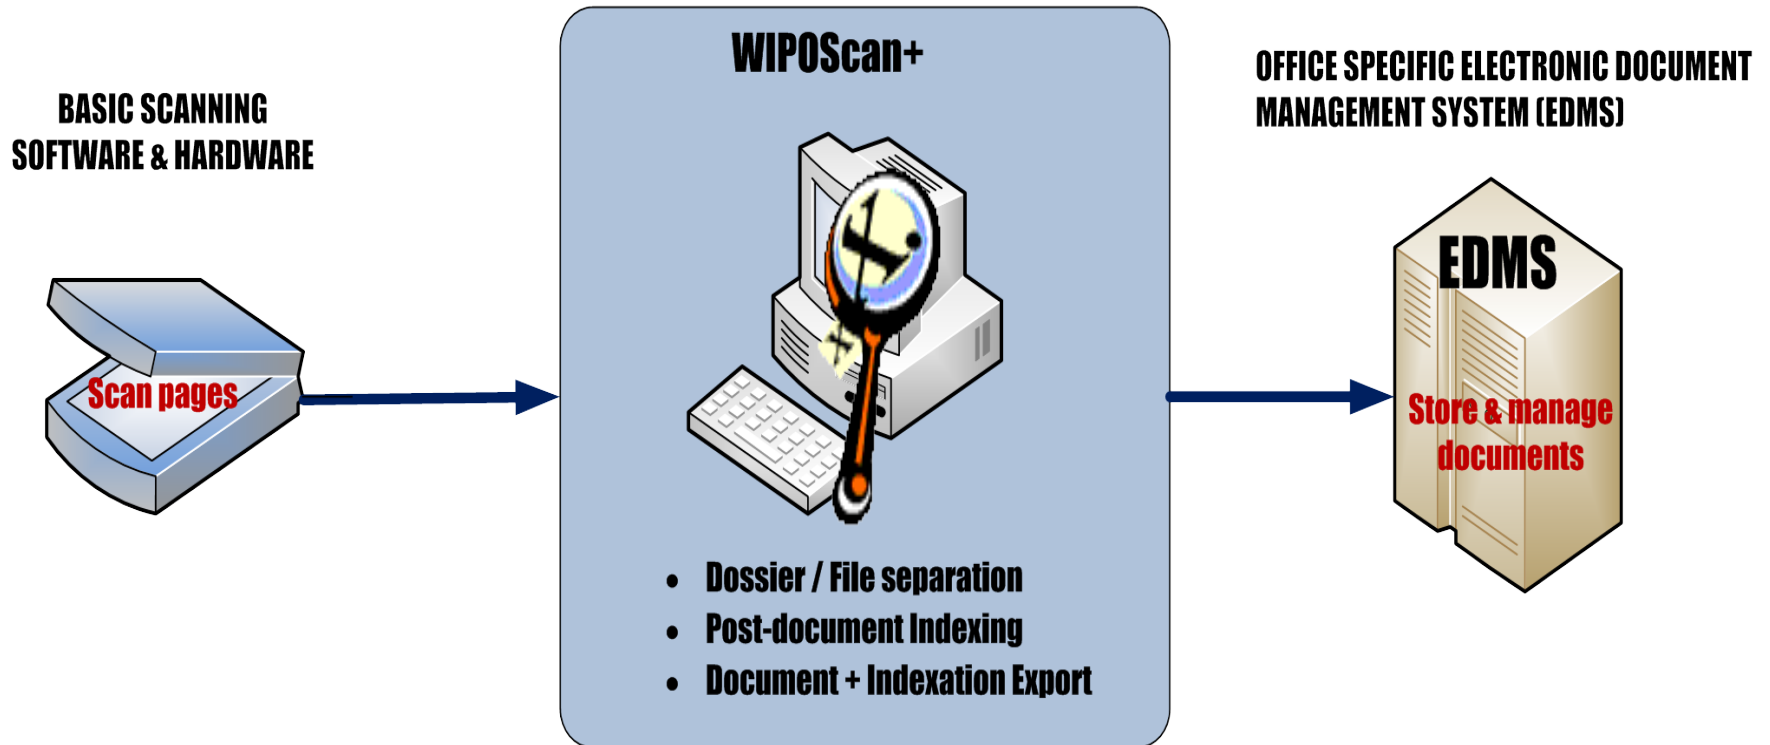 BASIC SCANNING
SOFTWARE & HARDWARE
Scan pages
WIPOScan+
• Dossier / File separation
• Post-document Indexing
• Document + Indexation Export
OFFICE SPECIFIC ELECTRONIC DOCUMENT
MANAGEMENT SYSTEM (EDMS)
EDMS
Store & manage
documents